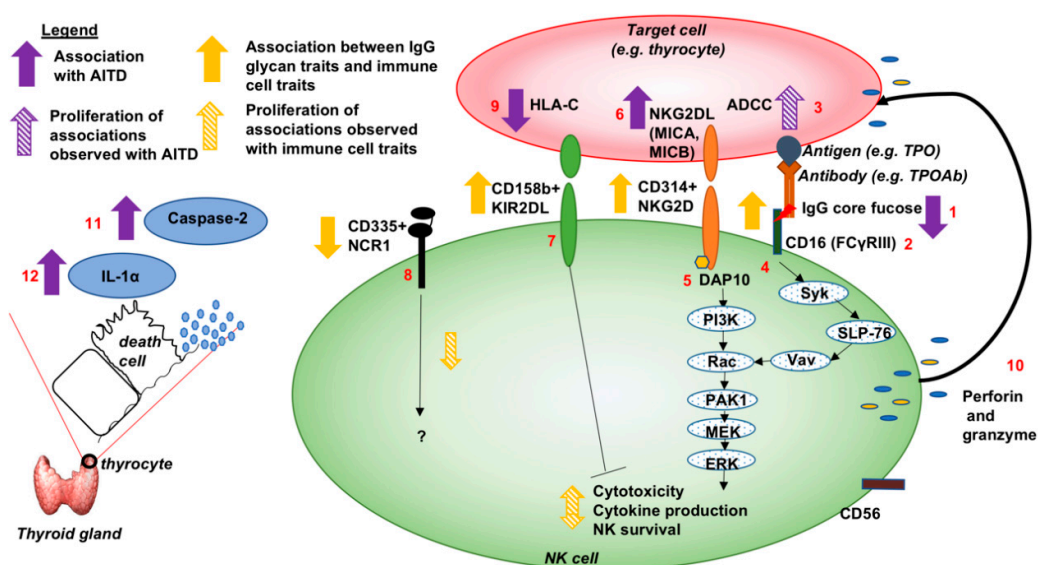 Legend
Association
with AITD
Association between IgG
glycan traits and immune
cell traits
Proliferation of
associations
observed with AITD
Proliferation of
associations observed
with immune cell traits
Target cell
(e.g. thyrocyte)
9
HLA-C
6
NKG2DL
(MICA,
MICB)
ADCC
3
Antigen (e.g. TPO)
Antibody (e.g. TPOAb)
IgG core fucose
1
CD16 (FCγRIII)
2
4
CD158b+
KIR2DL
7
CD314+
NKG2D
5
DAP10
CD335+
NCR1
8
?
11
Caspase-2
12
IL-1α
death
cell
thyrocyte
Thyroid gland
Syk
SLP-76
Vav
PI3K
Rac
PAK1
MEK
ERK
10
Perforin
and
granzyme
CD56
Cytotoxicity
Cytokine production
NK survival
NK cell